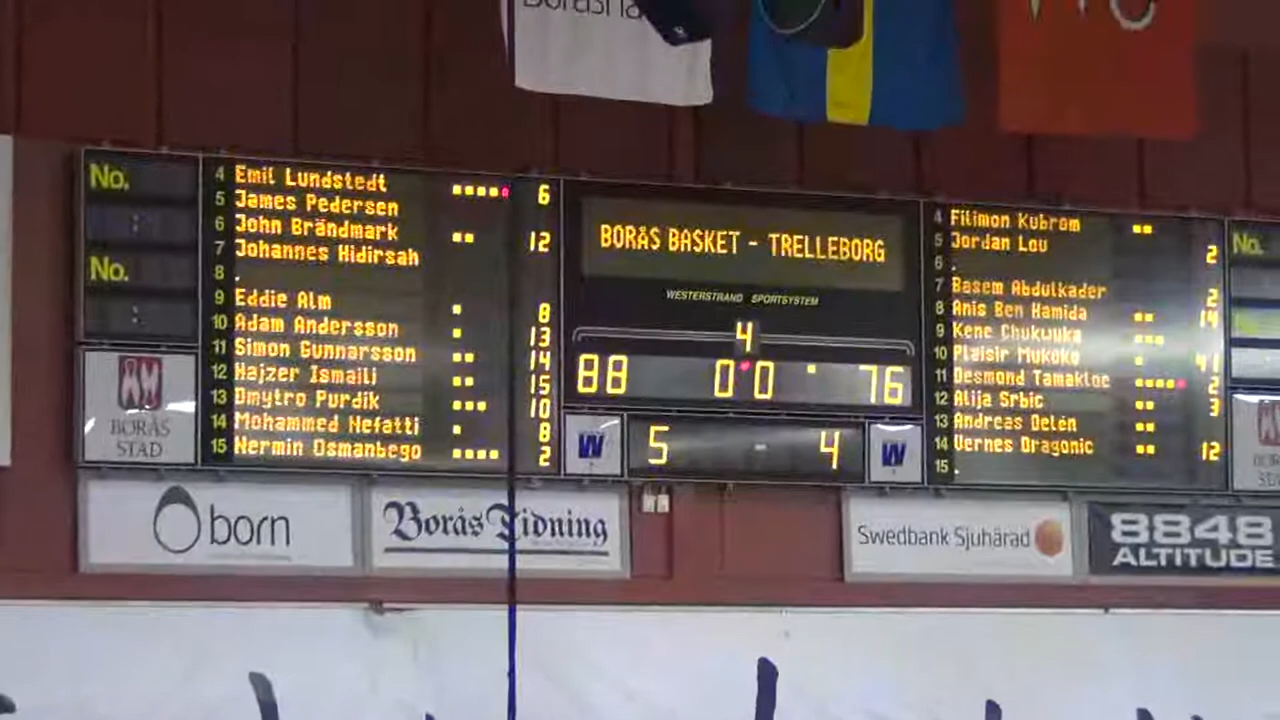 No.
:
No.
:
BORÅS
STAD
4 Emil Lundstedt 6
5 James Pedersen
6 John Brändmark 12
7 Johannes Hidirsah
8 .
9 Eddie Alm 8
10 Adam Andersson 13
11 Simon Gunnarsson 14
12 Hajzer Ismaili 15
13 Dmytro Purdik 10
14 Mohammed Nefatti 8
15 Nermin Osmanbego 2
BORÅS BASKET - TRELLEBORG
WESTERSTRAND SPORTSYSTEM
4
88 0 0 76
W 5 - 4 W
4 Filimon Kubrom
5 Jordan Lou 2
6 .
7 Basem Abdulkader 2
8 Anis Ben Hamida 14
9 Kene Chukwuka
10 Plaisir Mukoko 41
11 Desmond Tamakloe 2
12 Alija Srbic 3
13 Andreas Delén
14 Vernes Dragonic 12
15 .
No.
born
Borås Tidning
Swedbank Sjuhärad
8848
ALTITUDE